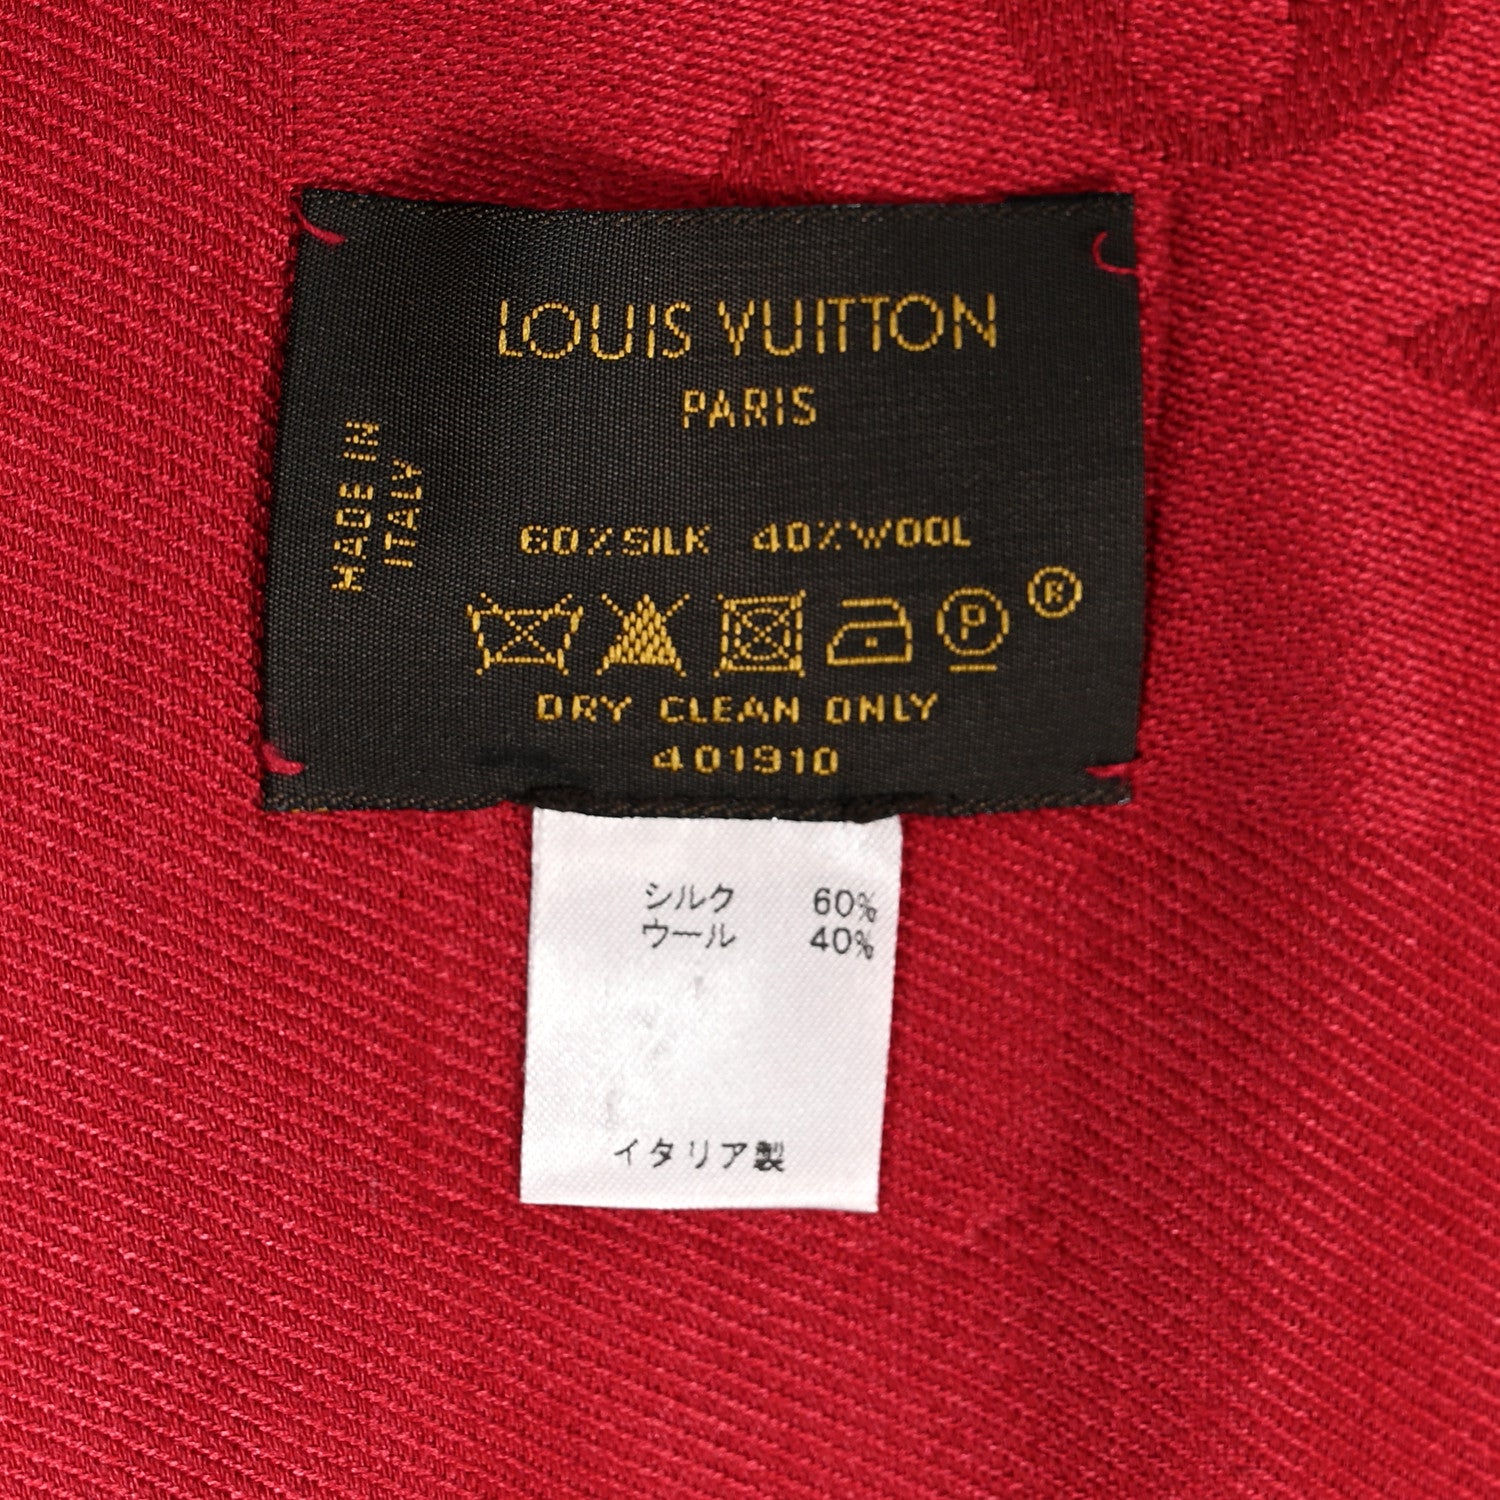 LOUIS VUITTON
PARIS
MADE IN
ITALY
60%SILK 40%WOOL
P
®
DRY CLEAN ONLY
401910
シルク 60%
ウール 40%
イタリア製